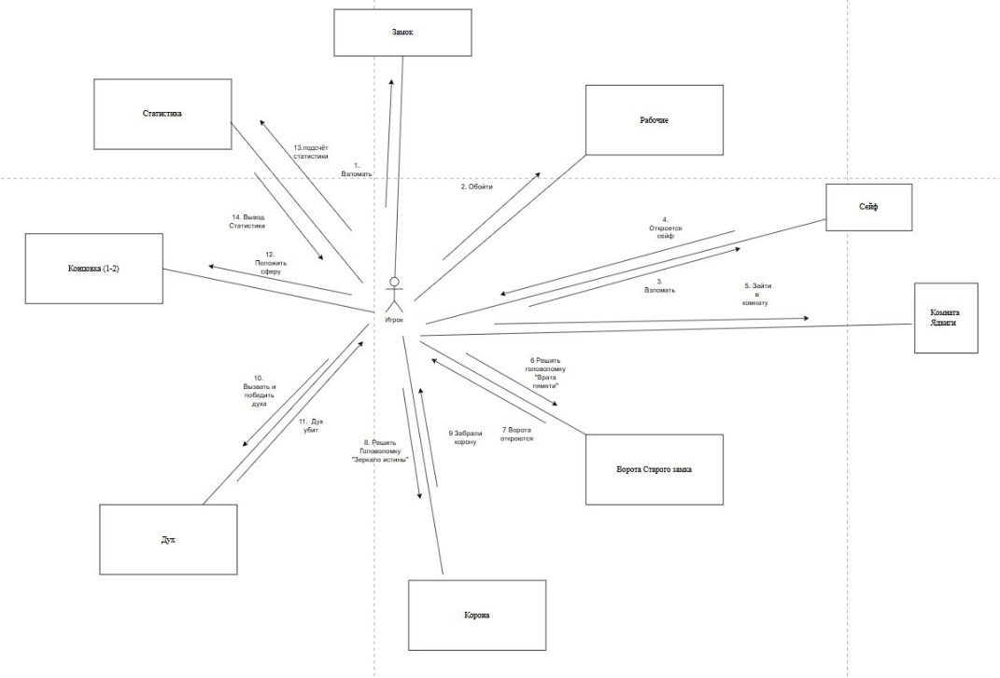 Замок
Статистика
Рабочие
13.подсчёт
статистики
1.
Взломать
2. Обойти
Сейф
14. Вывод
Статистики
4.
Откроется
сейф
12.
Положить
сферу
Концовка (1-2)
3.
Взломать
5. Зайти
в
комнату
Игрок
Комната
Ядвиги
6 Решить
головоломку
"Врата
пямяти"
10.
Вызвать и
победить
духа
11. Дух
убит
8. Решить
Головоломку
"Зеркало истины"
9 Забрали
корону
7 Ворота
откроются
Ворота Старого замка
Дух
Корона